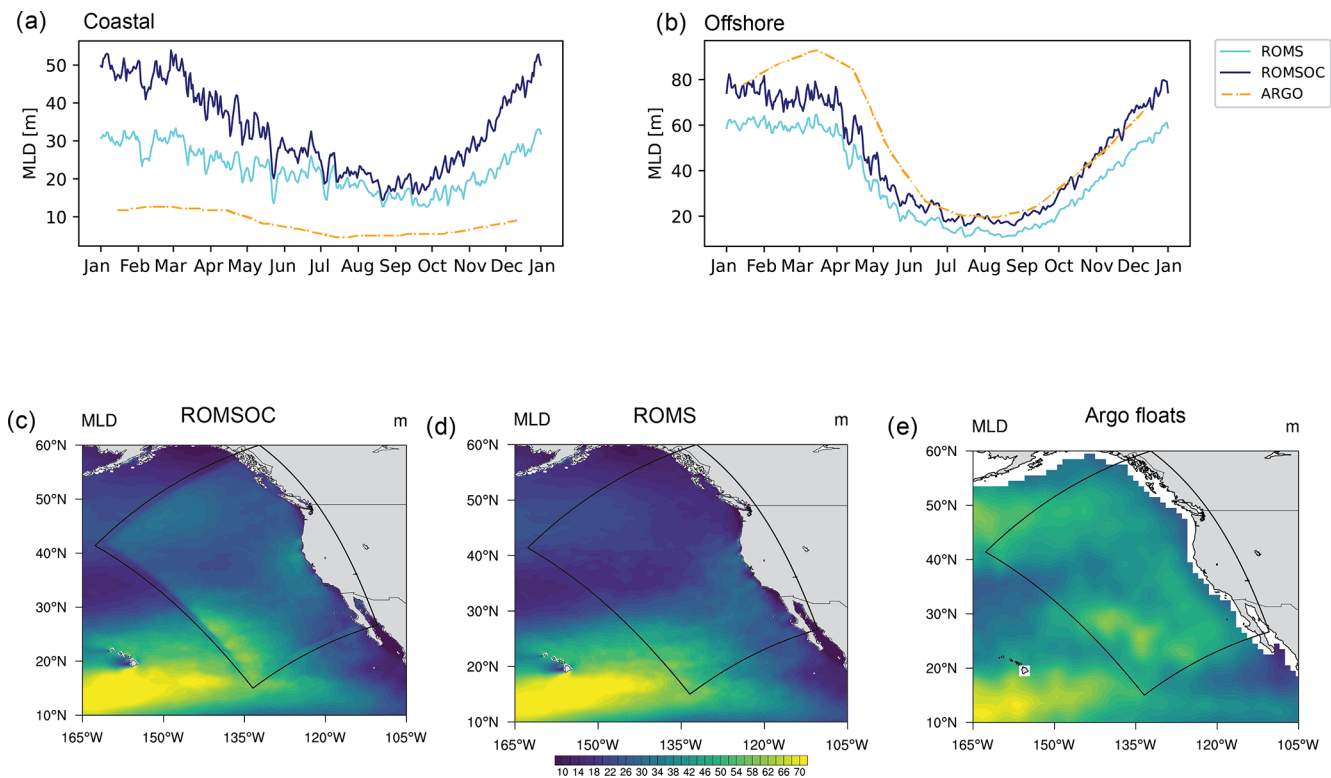 (a) Coastal
MLD [m]
50
40
30
20
10
Jan Feb Mar Apr May Jun Jul Aug Sep Oct Nov Dec Jan
(b) Offshore
MLD [m]
80
60
40
20
Jan Feb Mar Apr May Jun Jul Aug Sep Oct Nov Dec Jan
ROMS
ROMSOC
ARGO
(c) MLD ROMSOC m
60°N
50°N
40°N
30°N
20°N
10°N
165°W 150°W 135°W 120°W 105°W
(d) MLD ROMS m
60°N
50°N
40°N
30°N
20°N
10°N
165°W 150°W 135°W 120°W 105°W
10 14 18 22 26 30 34 38 42 46 50 54 58 62 66 70
(e) MLD Argo floats m
60°N
50°N
40°N
30°N
20°N
10°N
165°W 150°W 135°W 120°W 105°W